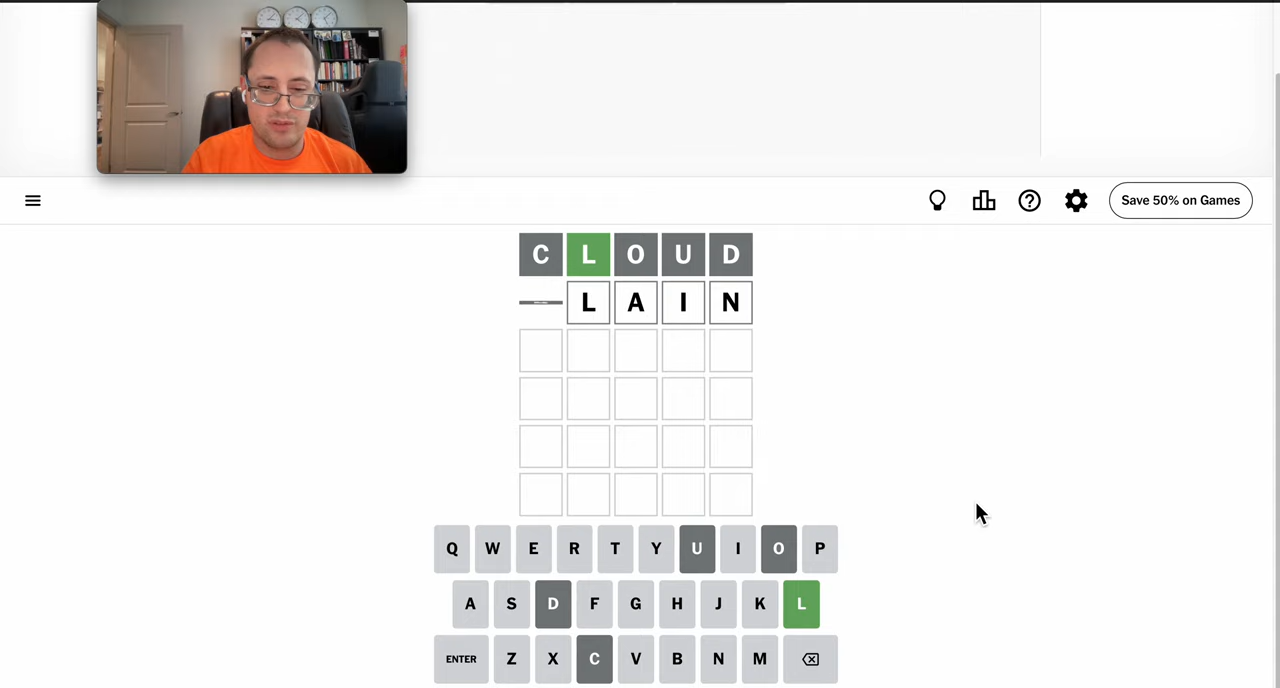 Save 50% on Games
C L O U D
L A I N
Q W E R T Y U I O P
A S D F G H J K L
ENTER Z X C V B N M